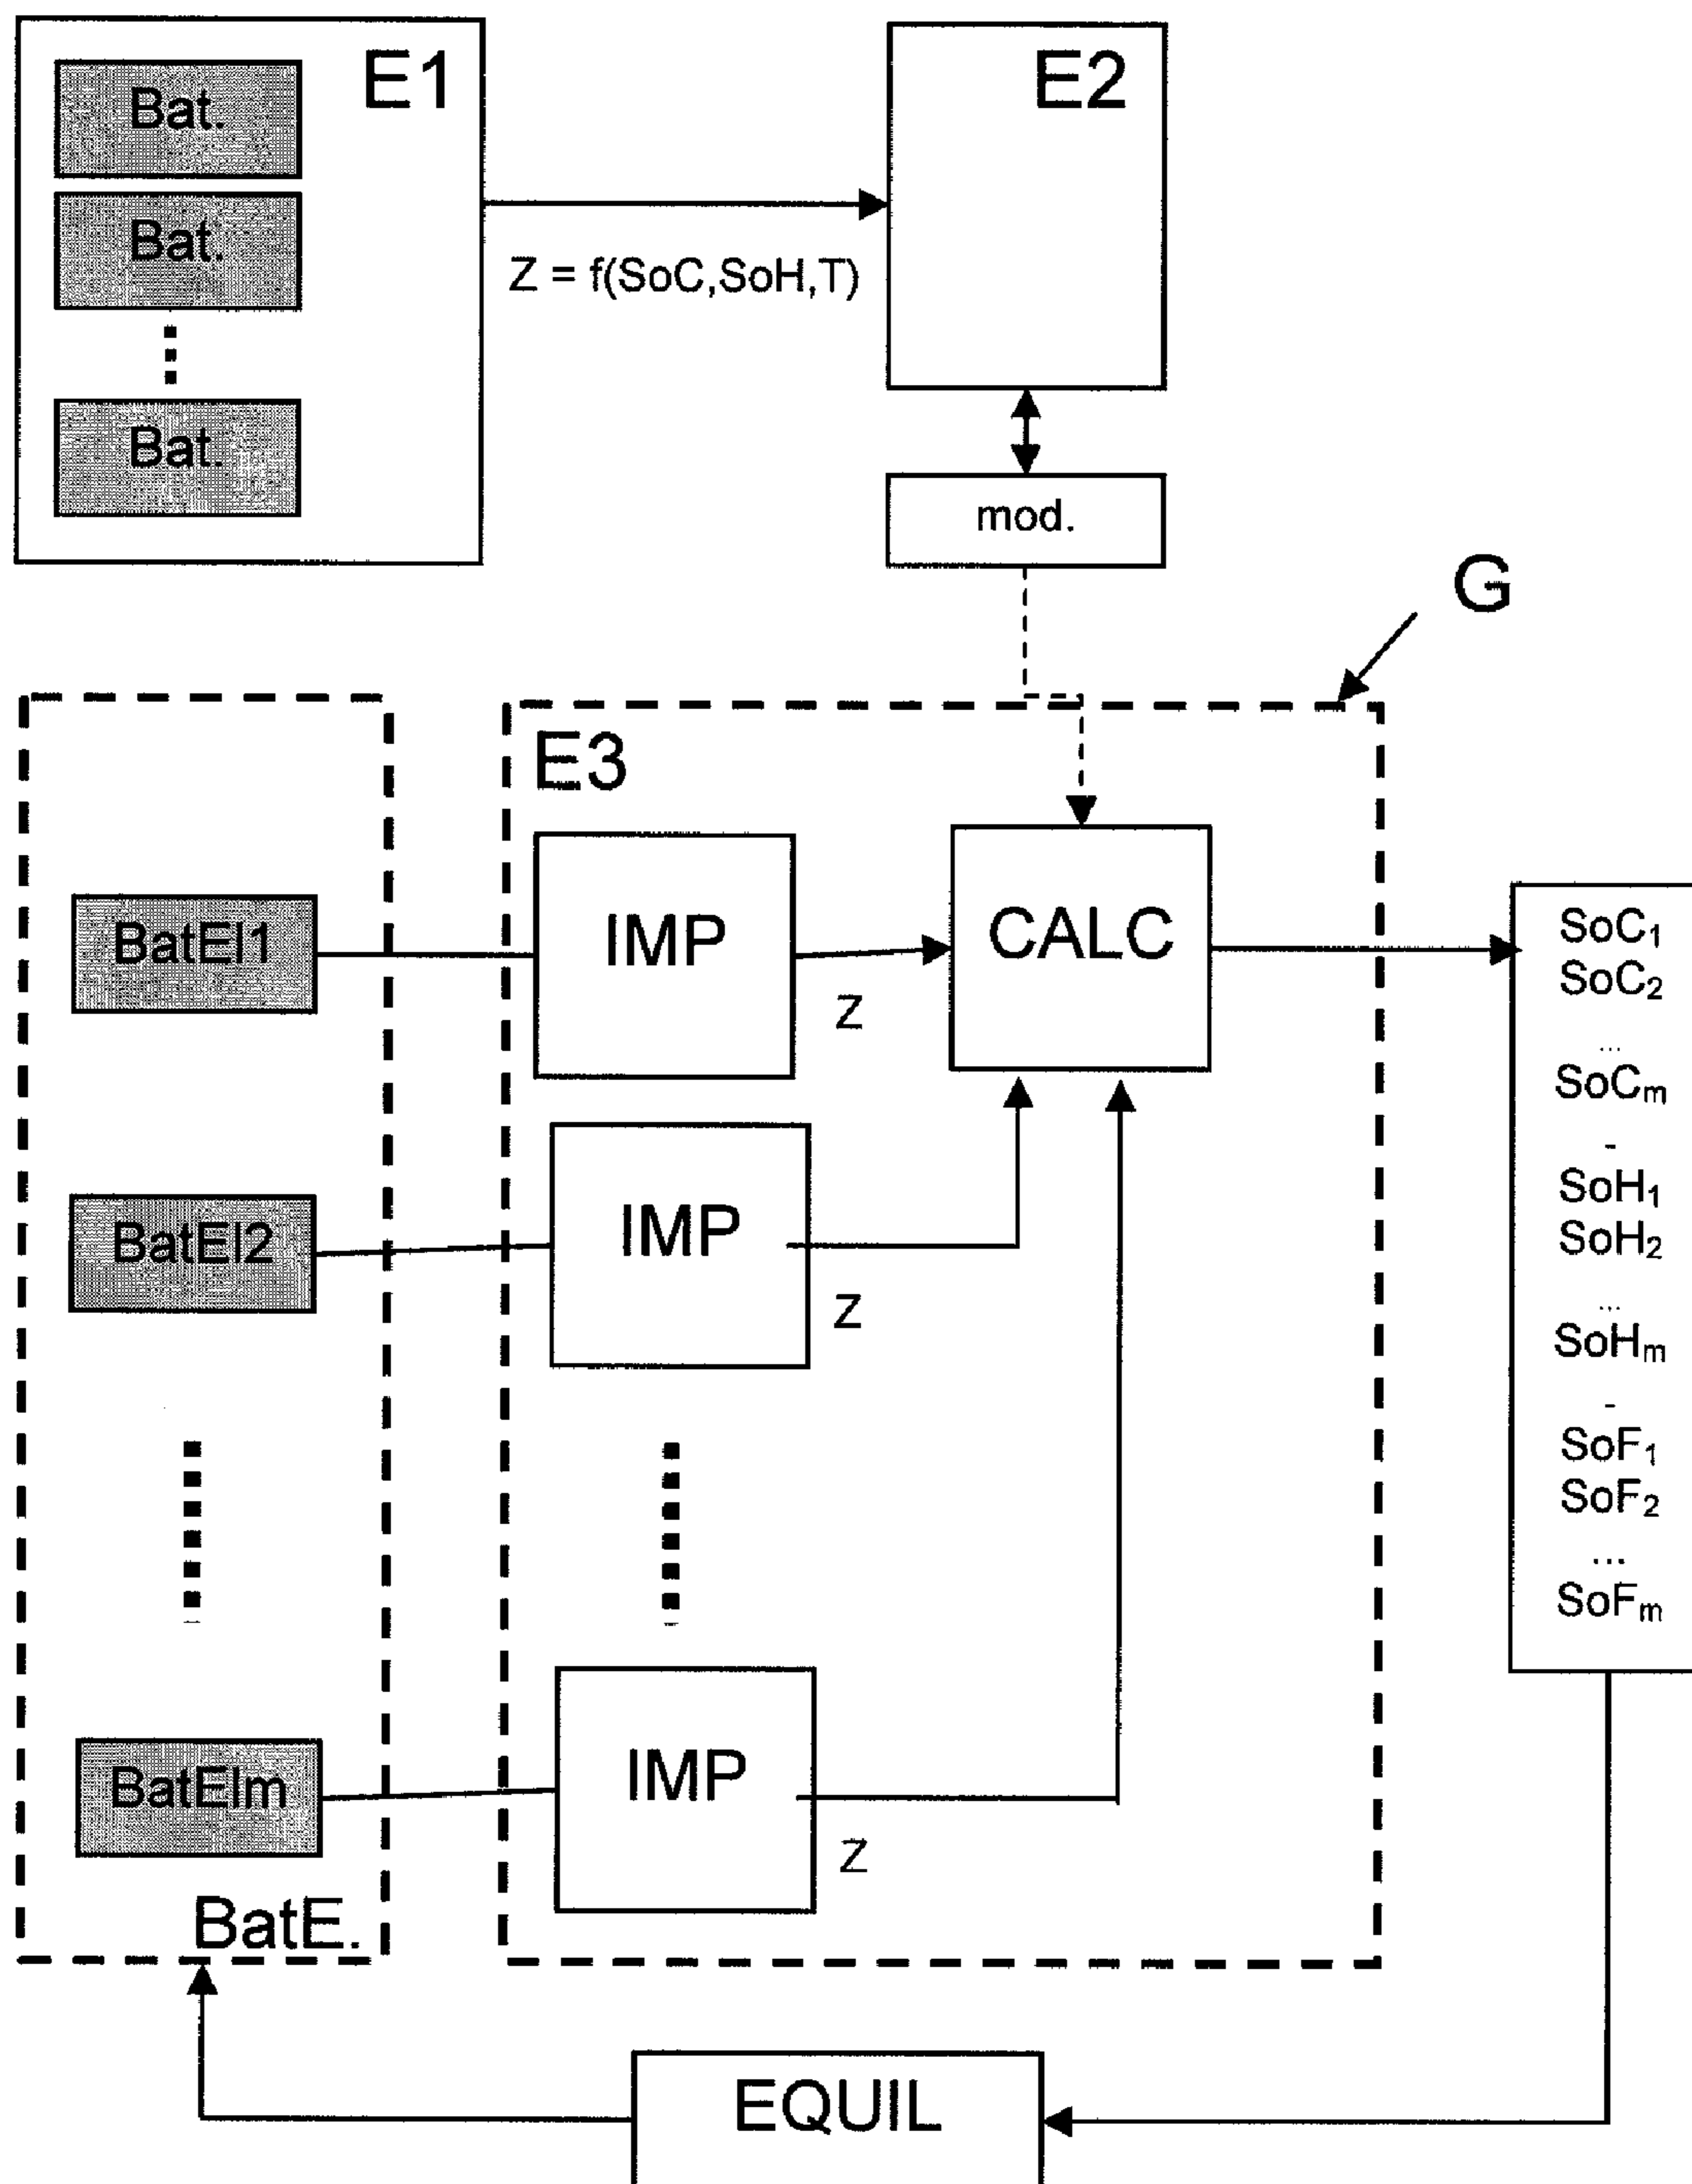 E1
Bat.
Bat.
Bat.
E2
Z = f(SoC,SoH,T)
mod.
G
E3
BatEl1
IMP
Z
CALC
BatEl2
IMP
Z
BatElm
IMP
Z
BatE.
SoC1
SoC2
...
SoCm
-
SoH1
SoH2
...
SoHm
-
SoF1
SoF2
...
SoFm
EQUIL